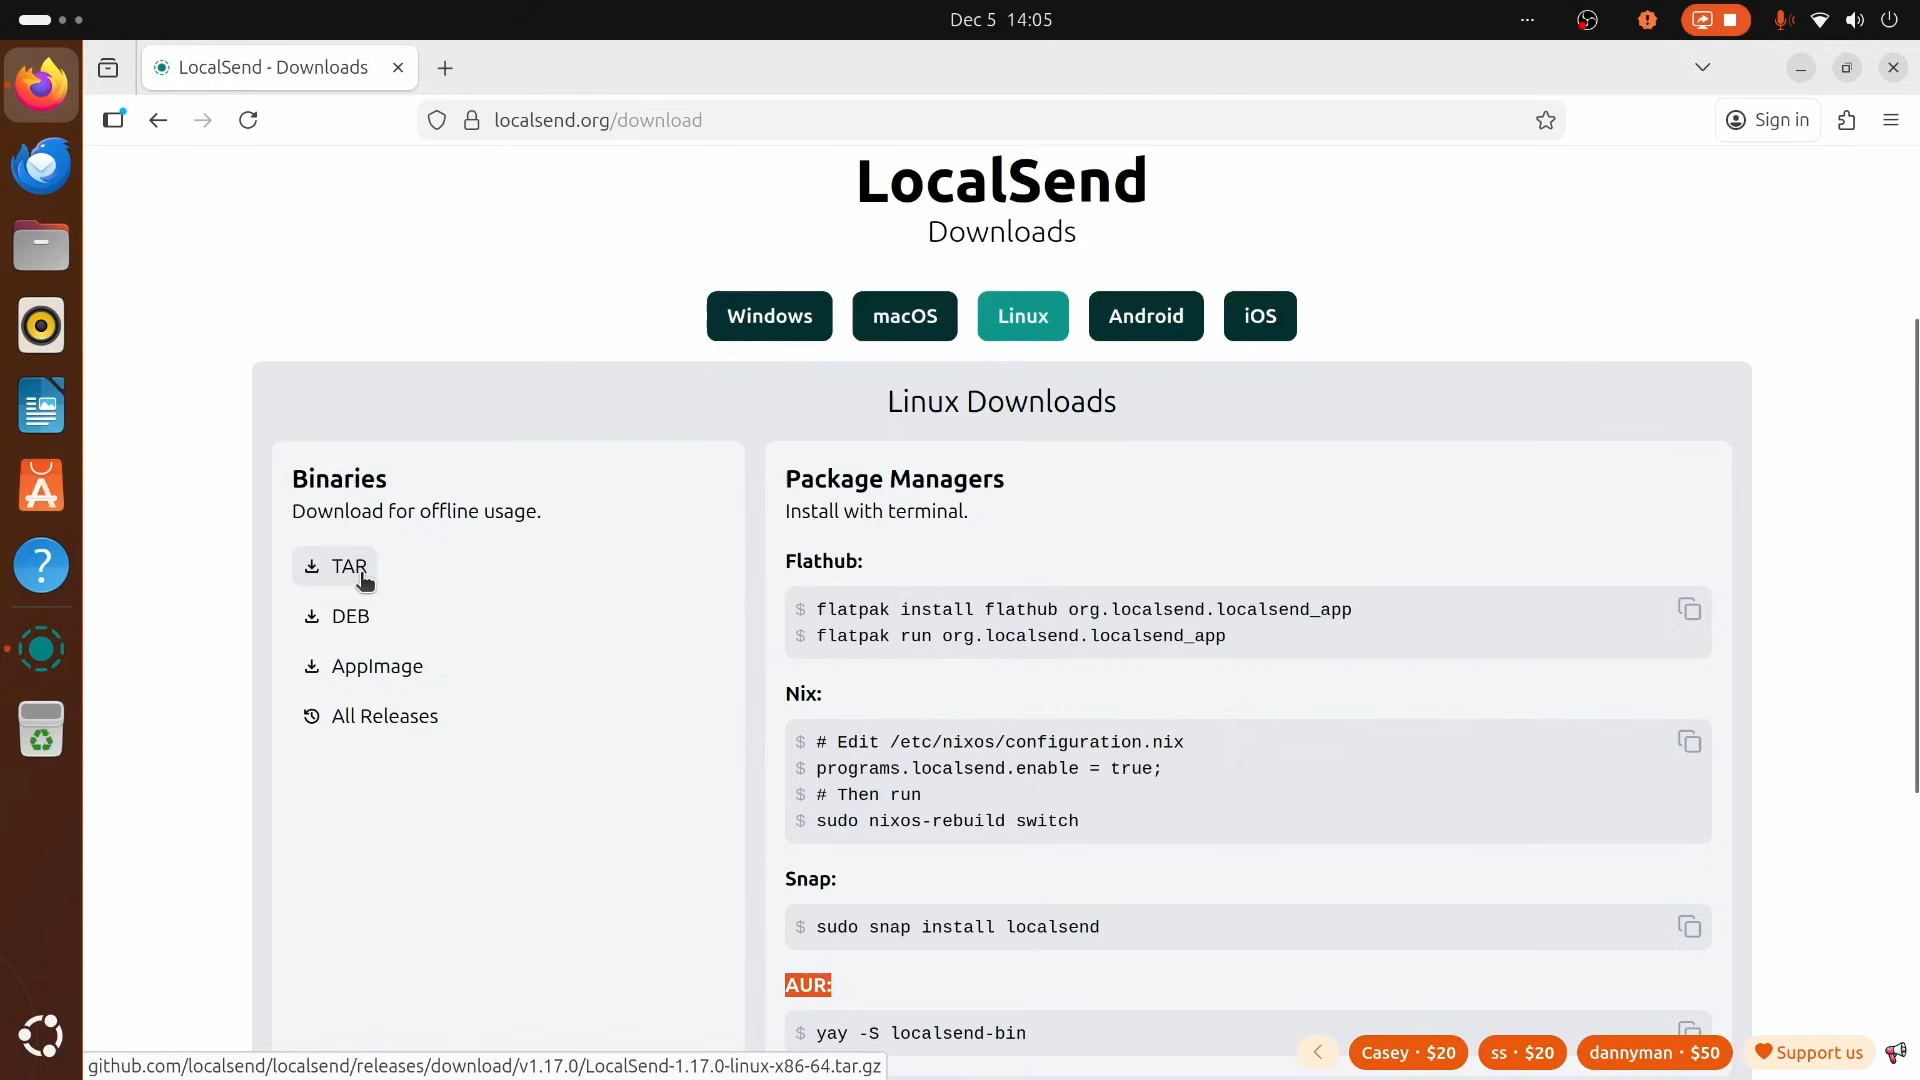 Dec 5 14:05
LocalSend - Downloads
localsend.org/download
Sign in
LocalSend
Downloads
Windows
macOS
Linux
Android
iOS
Linux Downloads
Binaries
Download for offline usage.
TAR
DEB
AppImage
All Releases
Package Managers
Install with terminal.
Flathub:
$ flatpak install flathub org.localsend.localsend_app
$ flatpak run org.localsend.localsend_app
Nix:
$ # Edit /etc/nixos/configuration.nix
$ programs.localsend.enable = true;
$ # Then run
$ sudo nixos-rebuild switch
Snap:
$ sudo snap install localsend
AUR:
$ yay -S localsend-bin
Casey · $20
ss · $20
dannyman · $50
Support us
github.com/localsend/localsend/releases/download/v1.17.0/LocalSend-1.17.0-linux-x86-64.tar.gz